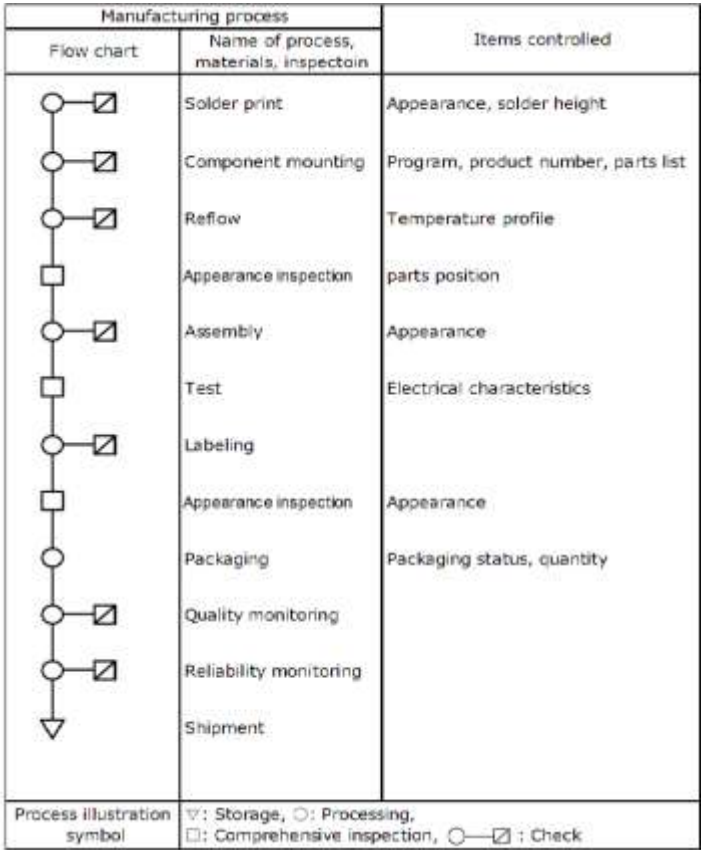 Manufacturing process
Items controlled
Flow chart
Name of process,
materials, inspectoin
Solder print
Appearance, solder height
Component mounting
Program, product number, parts list
Reflow
Temperature profile
Appearance inspection
parts position
Assembly
Appearance
Test
Electrical characteristics
Labeling
Appearance inspection
Appearance
Packaging
Packaging status, quantity
Quality monitoring
Reliability monitoring
Shipment
Process illustration
symbol
▽: Storage, ○: Processing,
□: Comprehensive inspection, ○—⍁ : Check